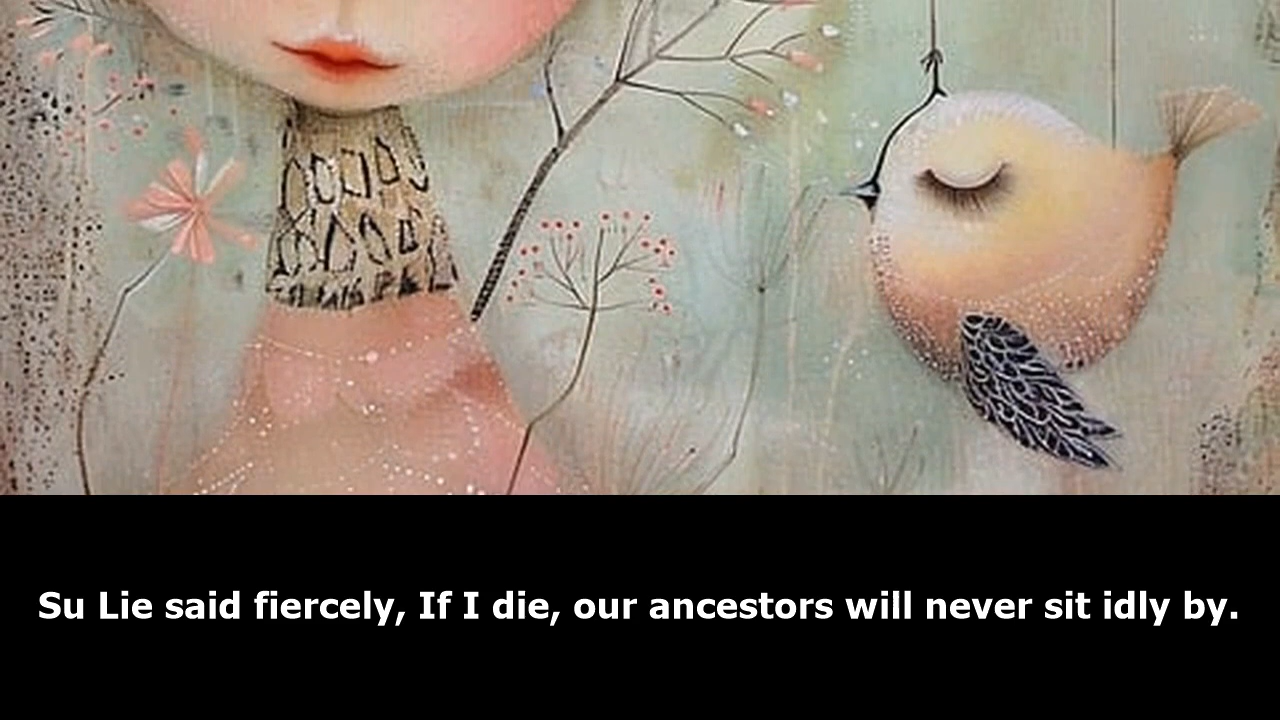 Su Lie said fiercely, If I die, our ancestors will never sit idly by.